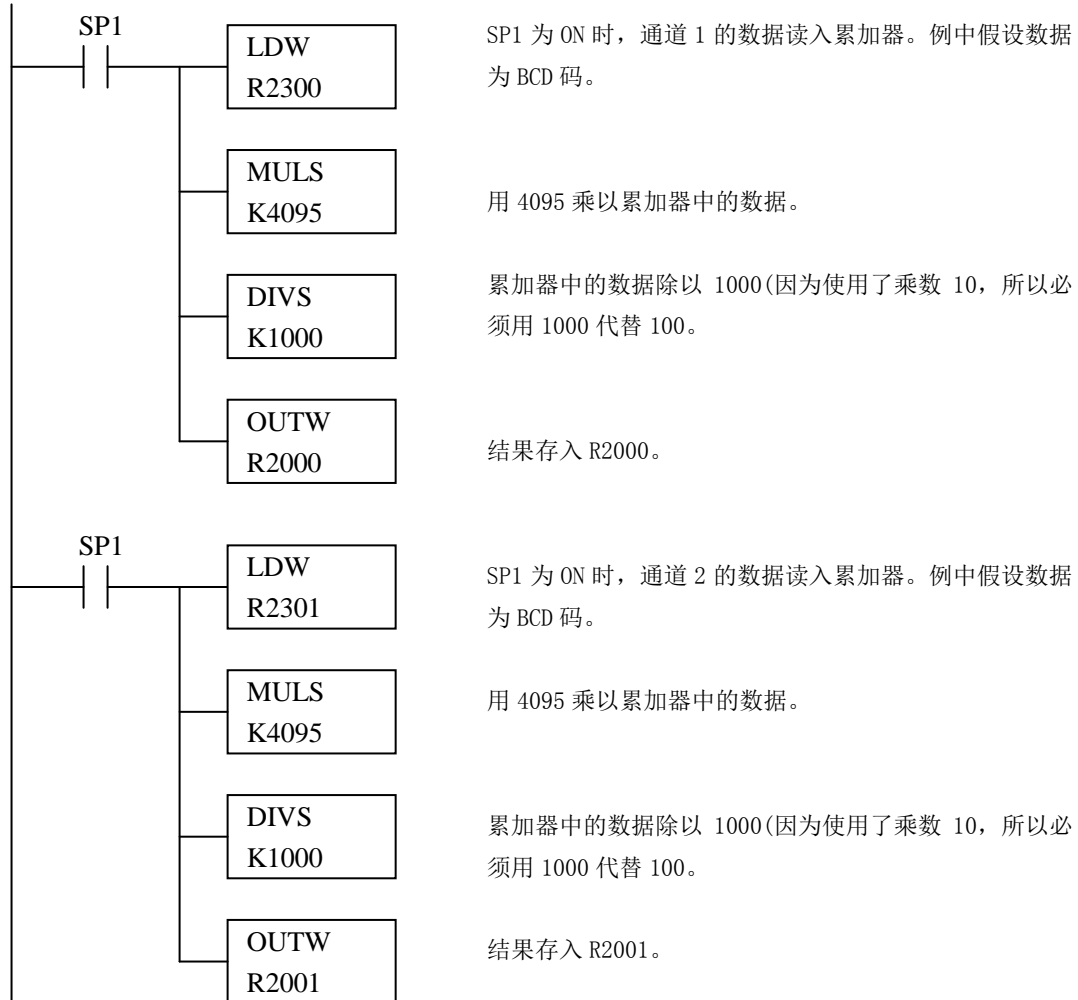 SP1
LDW
R2300
SP1 为 ON 时，通道 1 的数据读入累加器。例中假设数据
为 BCD 码。
MULS
K4095
用 4095 乘以累加器中的数据。
DIVS
K1000
累加器中的数据除以 1000(因为使用了乘数 10，所以必
须用 1000 代替 100。
OUTW
R2000
结果存入 R2000。
SP1
LDW
R2301
SP1 为 ON 时，通道 2 的数据读入累加器。例中假设数据
为 BCD 码。
MULS
K4095
用 4095 乘以累加器中的数据。
DIVS
K1000
累加器中的数据除以 1000(因为使用了乘数 10，所以必
须用 1000 代替 100。
OUTW
R2001
结果存入 R2001。